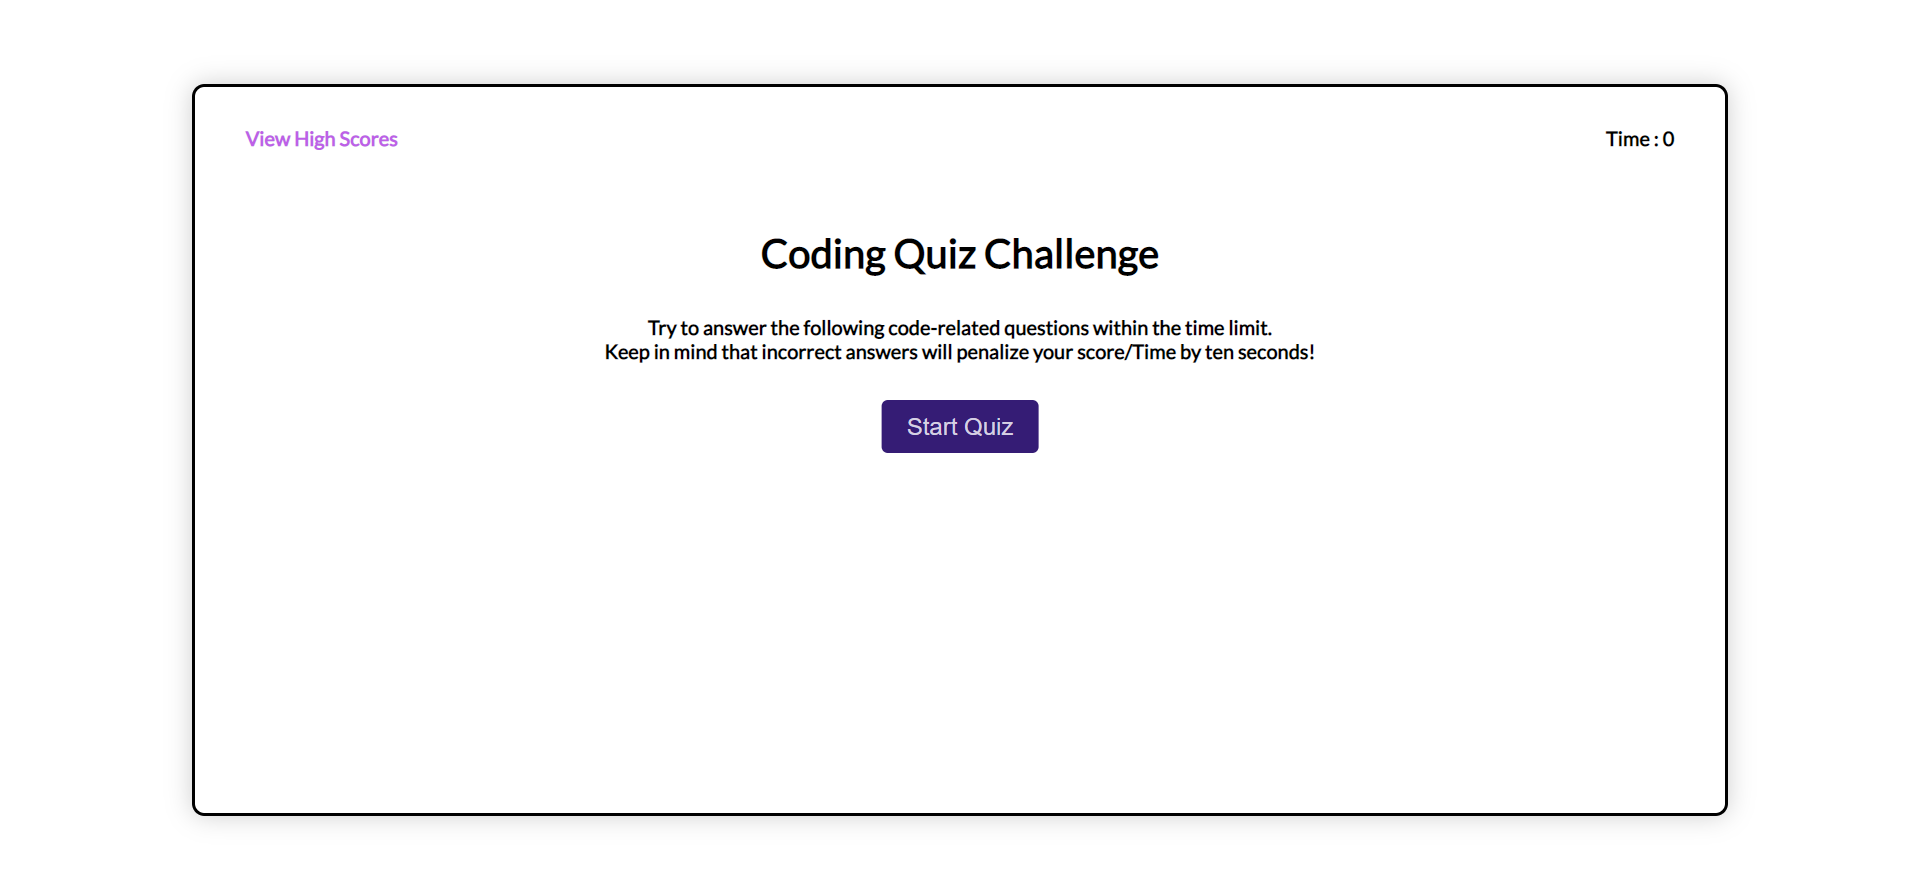 View High Scores
Time : 0
Coding Quiz Challenge
Try to answer the following code-related questions within the time limit.
Keep in mind that incorrect answers will penalize your score/Time by ten seconds!
Start Quiz